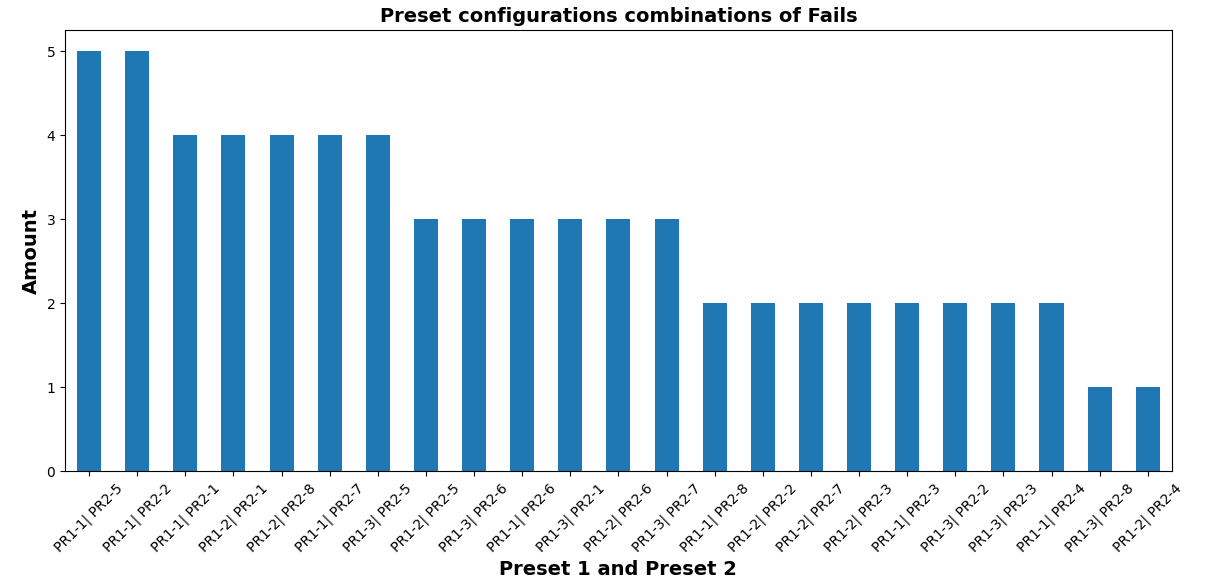 Preset configurations combinations of Fails
5
4
3
2
1
0
Amount
PR1-1| PR2-5
PR1-1| PR2-2
PR1-1| PR2-1
PR1-2| PR2-1
PR1-2| PR2-8
PR1-1| PR2-7
PR1-3| PR2-5
PR1-2| PR2-5
PR1-3| PR2-6
PR1-1| PR2-6
PR1-3| PR2-1
PR1-2| PR2-6
PR1-3| PR2-7
PR1-1| PR2-8
PR1-2| PR2-2
PR1-2| PR2-7
PR1-2| PR2-3
PR1-1| PR2-3
PR1-3| PR2-2
PR1-3| PR2-3
PR1-1| PR2-4
PR1-3| PR2-8
PR1-2| PR2-4
Preset 1 and Preset 2